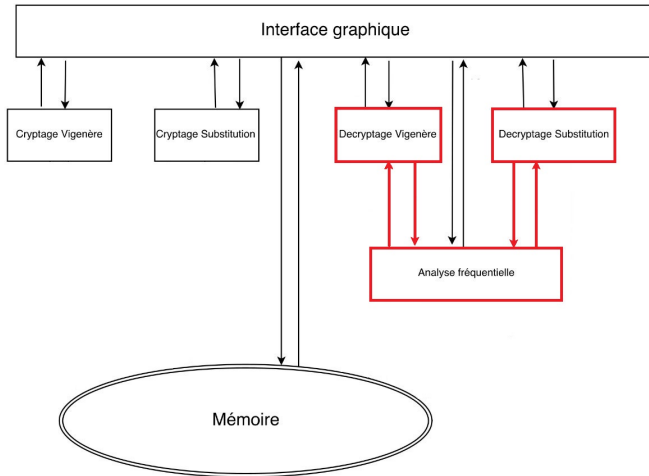 Interface graphique
Cryptage Vigenère
Cryptage Substitution
Decryptage Vigenère
Decryptage Substitution
Analyse fréquentielle
Mémoire